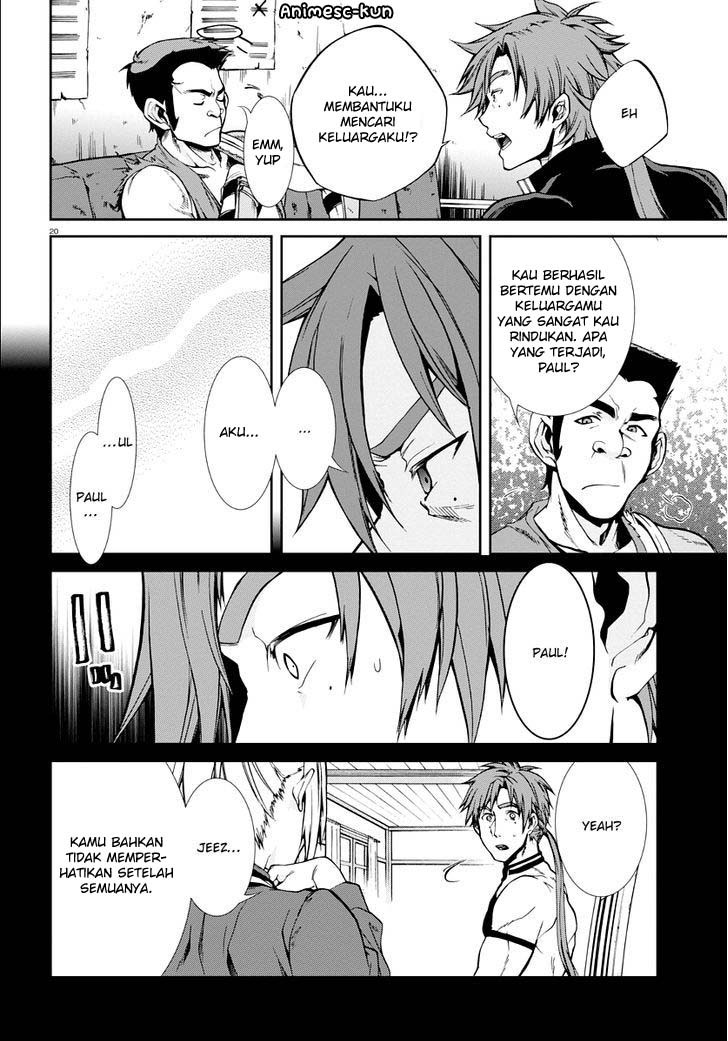 Animesc-kun
EH
KAU...
MEMBANTUKU
MENCARI
KELUARGAKU!?
EMM,
YUP
20
KAU BERHASIL
BERTEMU DENGAN
KELUARGAMU
YANG SANGAT KAU
RINDUKAN. APA
YANG TERJADI,
PAUL?
...
AKU...
...UL
PAUL
...
PAUL!
YEAH?
JEEZ...
KAMU BAHKAN
TIDAK MEMPER-
HATIKAN SETELAH
SEMUANYA.